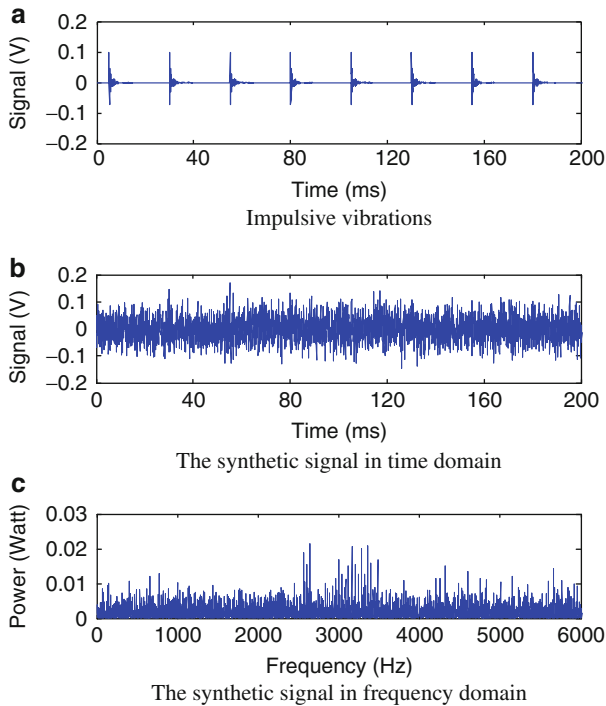 a
Signal (V)
0.2
0.1
0
−0.1
−0.2
0 40 80 120 160 200
Time (ms)
Impulsive vibrations
b
Signal (V)
0.2
0.1
0
−0.1
−0.2
0 40 80 120 160 200
Time (ms)
The synthetic signal in time domain
c
Power (Watt)
0.03
0.02
0.01
0
0 1000 2000 3000 4000 5000 6000
Frequency (Hz)
The synthetic signal in frequency domain